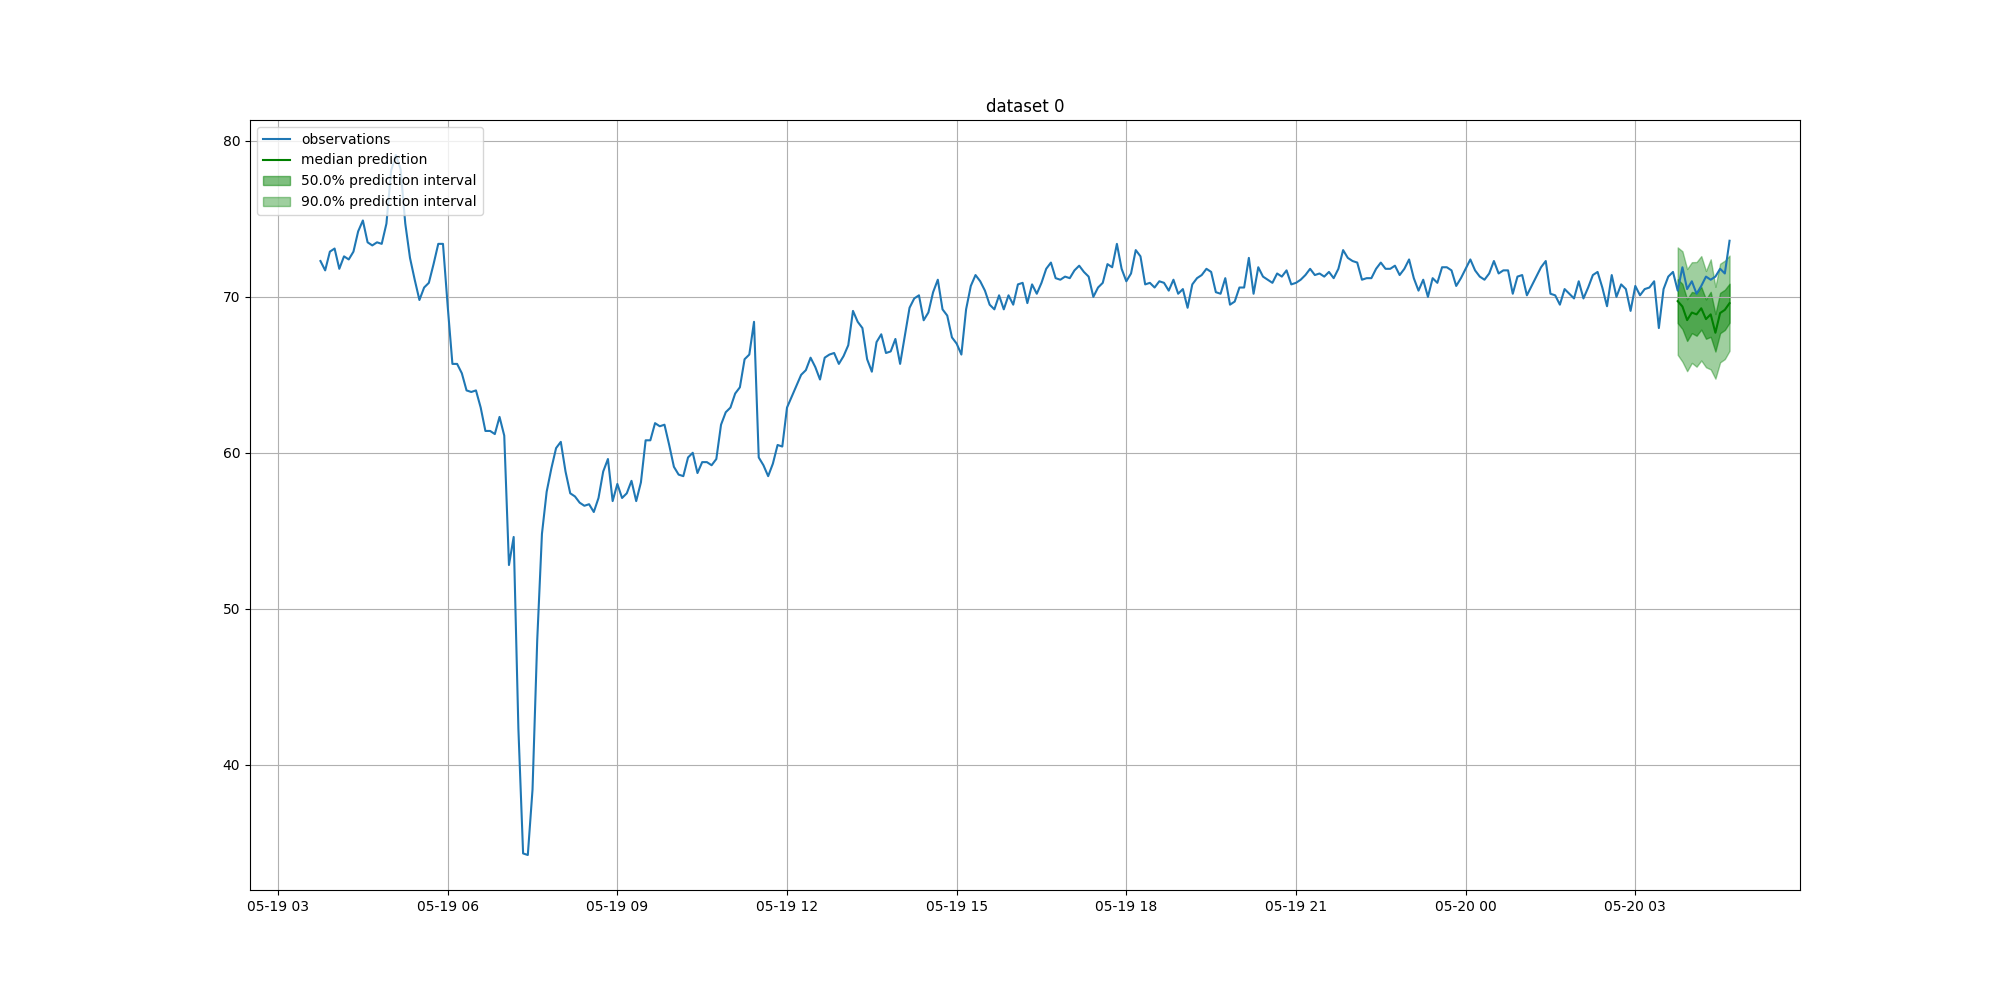 dataset 0
observations
median prediction
50.0% prediction interval
90.0% prediction interval
80
70
60
50
40
05-19 03
05-19 06
05-19 09
05-19 12
05-19 15
05-19 18
05-19 21
05-20 00
05-20 03